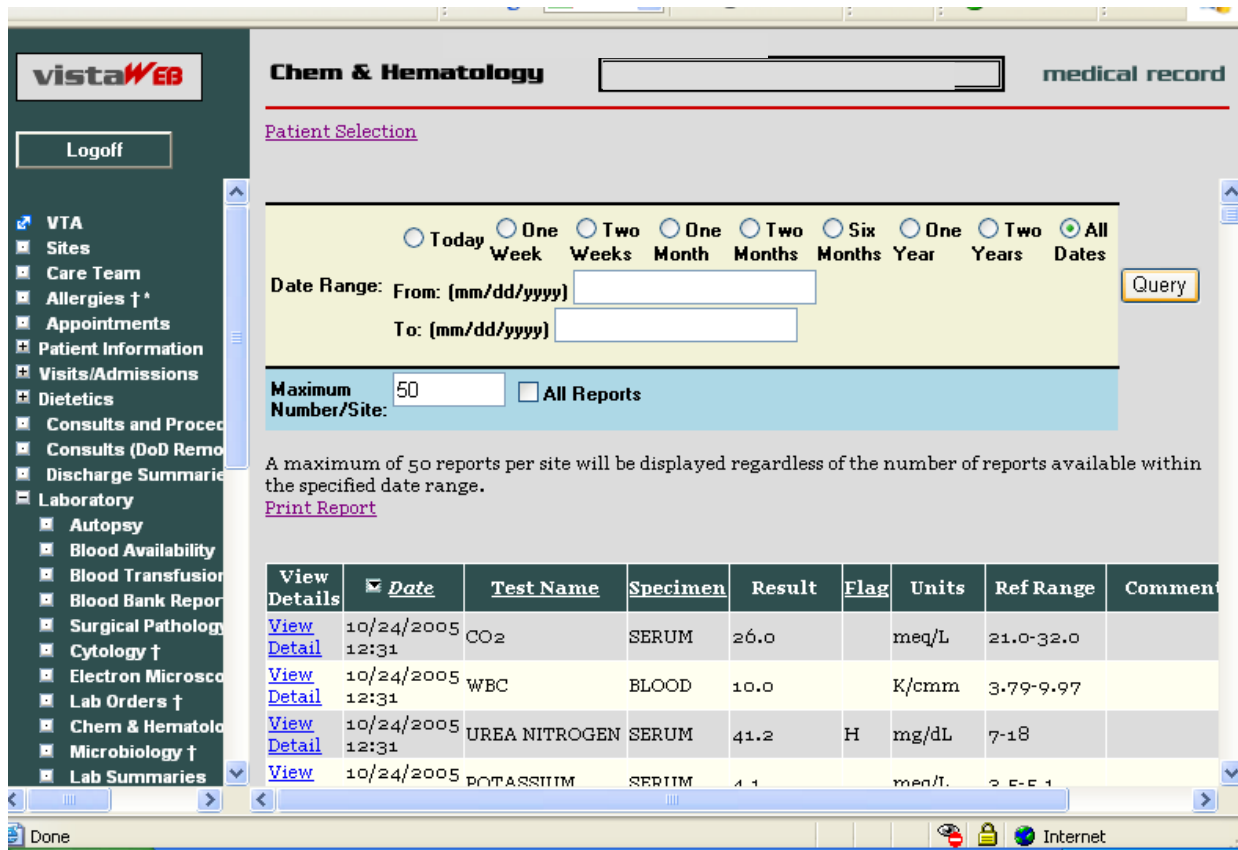 vistaWEB
Logoff
VTA
Sites
Care Team
Allergies †*
Appointments
Patient Information
Visits/Admissions
Dietetics
Consults and Proced
Consults (DoD Remo
Discharge Summarie
Laboratory
Autopsy
Blood Availability
Blood Transfusion
Blood Bank Repor
Surgical Pathology
Cytology †
Electron Microsco
Lab Orders †
Chem & Hematolo
Microbiology †
Lab Summaries
Chem & Hematology medical record
Patient Selection
Date Range:
Today One Week Two Weeks One Month Two Months Six Months One Year Two Years All Dates
From: (mm/dd/yyyy)
To: (mm/dd/yyyy)
Query
Maximum Number/Site: 50 All Reports
A maximum of 50 reports per site will be displayed regardless of the number of reports available within
the specified date range.
Print Report
View Details Date Test Name Specimen Result Flag Units Ref Range Comment
View Detail 10/24/2005 12:31 CO2 SERUM 26.0 meq/L 21.0-32.0
View Detail 10/24/2005 12:31 WBC BLOOD 10.0 K/cmm 3.79-9.97
View Detail 10/24/2005 12:31 UREA NITROGEN SERUM 41.2 H mg/dL 7-18
View 10/24/2005 POTASSIUM SERUM 4.1 meq/L 3.5-5.1
Done
Internet